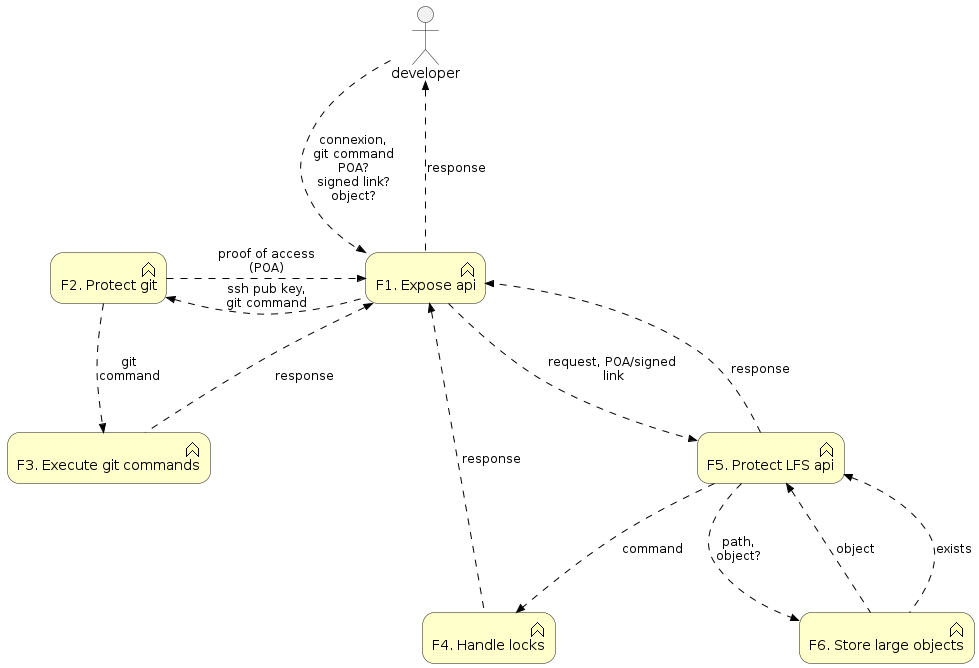 developer
connexion,
git command
POA?
signed link?
object?
response
proof of access
(POA)
F2. Protect git
F1. Expose api
ssh pub key,
git command
git
command
response
request, POA/signed
link
response
F3. Execute git commands
response
F5. Protect LFS api
command
path,
object?
object
exists
F4. Handle locks
F6. Store large objects